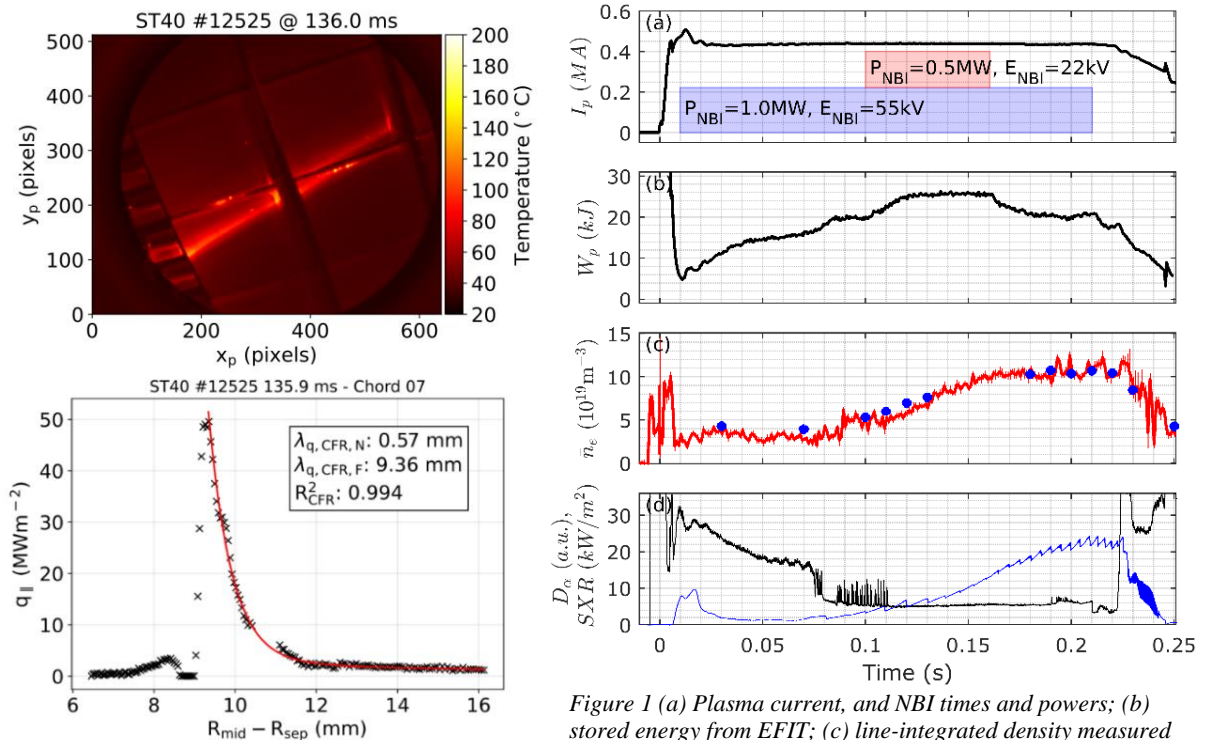 ST40 #12525 @ 136.0 ms
500
400
300
200
100
0
y_p (pixels)
0 200 400 600
x_p (pixels)
200
180
160
140
120
100
80
60
40
20
Temperature (°C)
ST40 #12525 135.9 ms - Chord 07
50
40
30
20
10
0
q_∥ (MWm⁻²)
λ_q,CFR,N: 0.57 mm
λ_q,CFR,F: 9.36 mm
R²_CFR: 0.994
6 8 10 12 14 16
R_mid − R_sep (mm)
(a)
0.6
0.4
0.2
0
I_p (MA)
P_NBI=0.5MW, E_NBI=22kV
P_NBI=1.0MW, E_NBI=55kV
(b)
30
20
10
0
W_p (kJ)
(c)
15
10
5
0
n̄_e (10¹⁹m⁻³)
(d)
30
20
10
0
D_α (a.u.),
SXR (kW/m²)
0 0.05 0.1 0.15 0.2 0.25
Time (s)
Figure 1 (a) Plasma current, and NBI times and powers; (b)
stored energy from EFIT; (c) line-integrated density measured